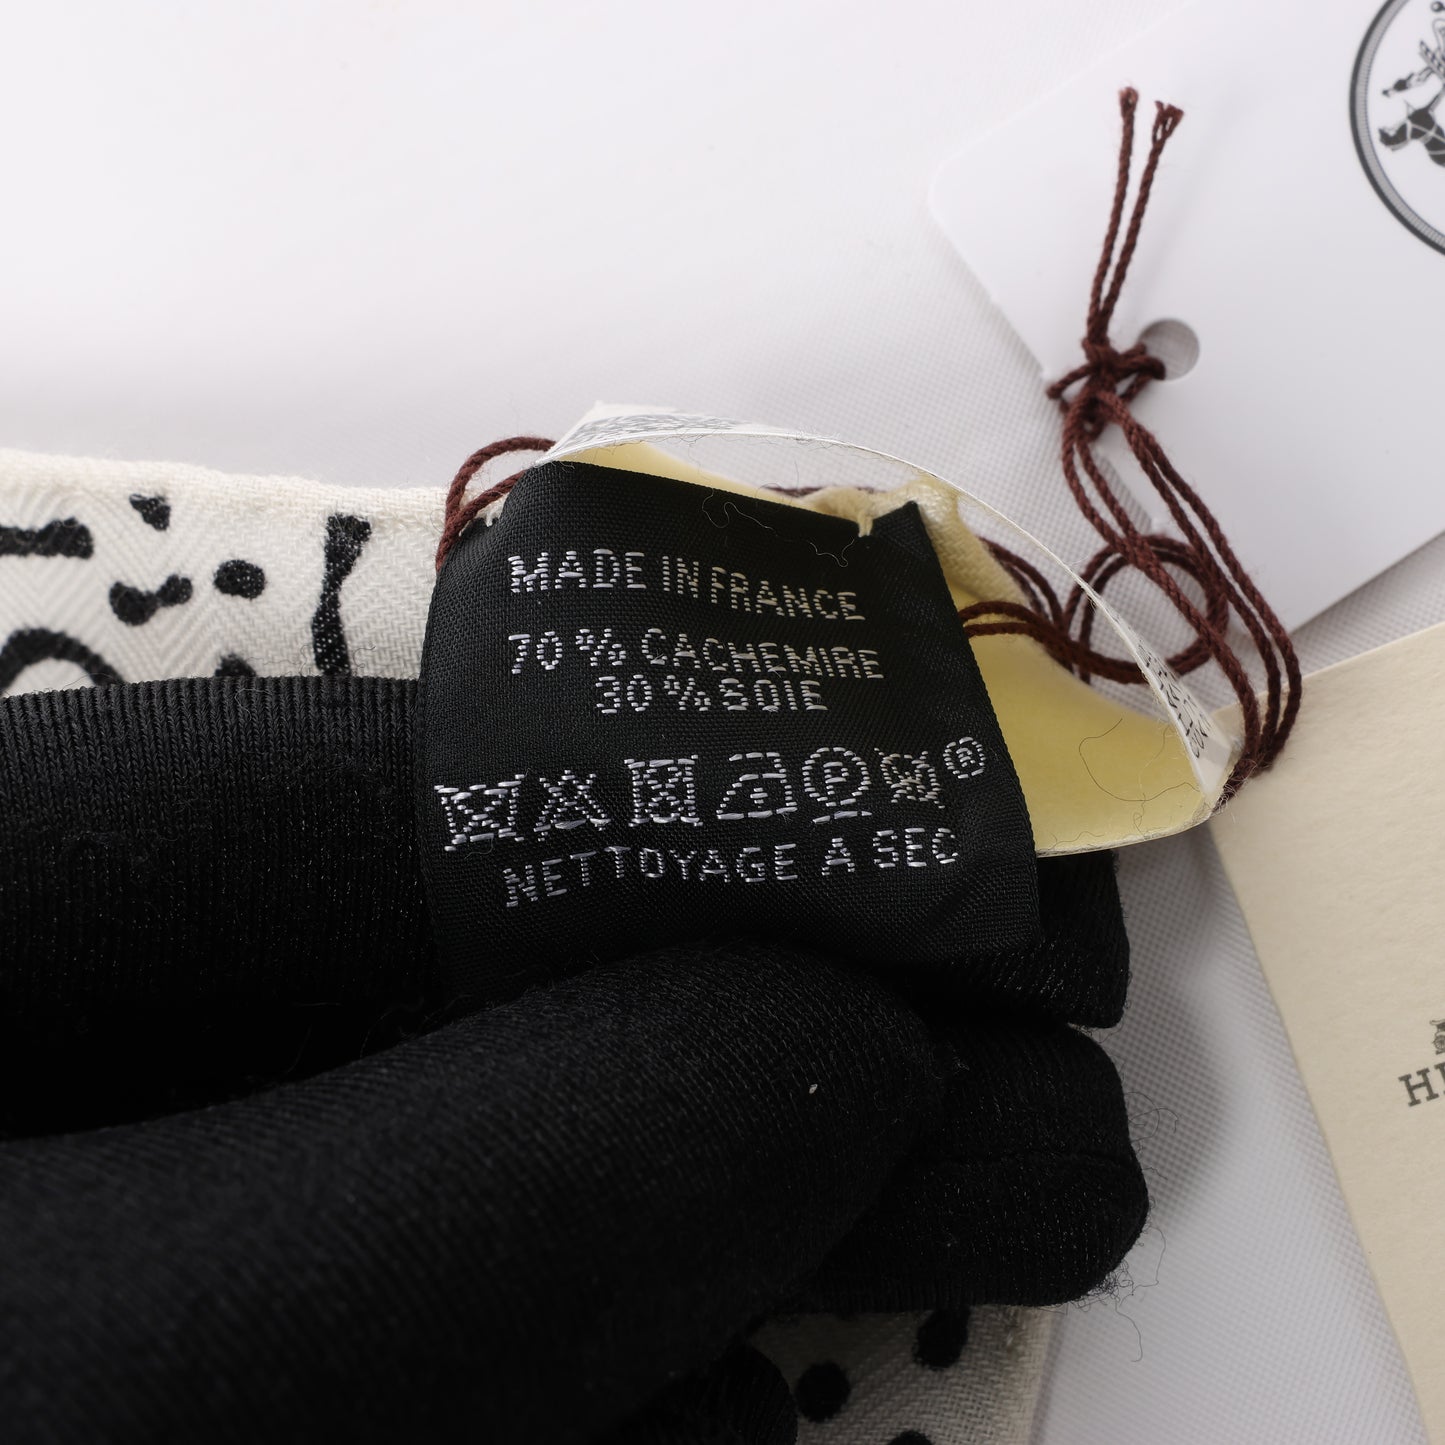 MADE IN FRANCE
70 % CACHEMIRE
30 % SOIE
P ®
NETTOYAGE A SEC